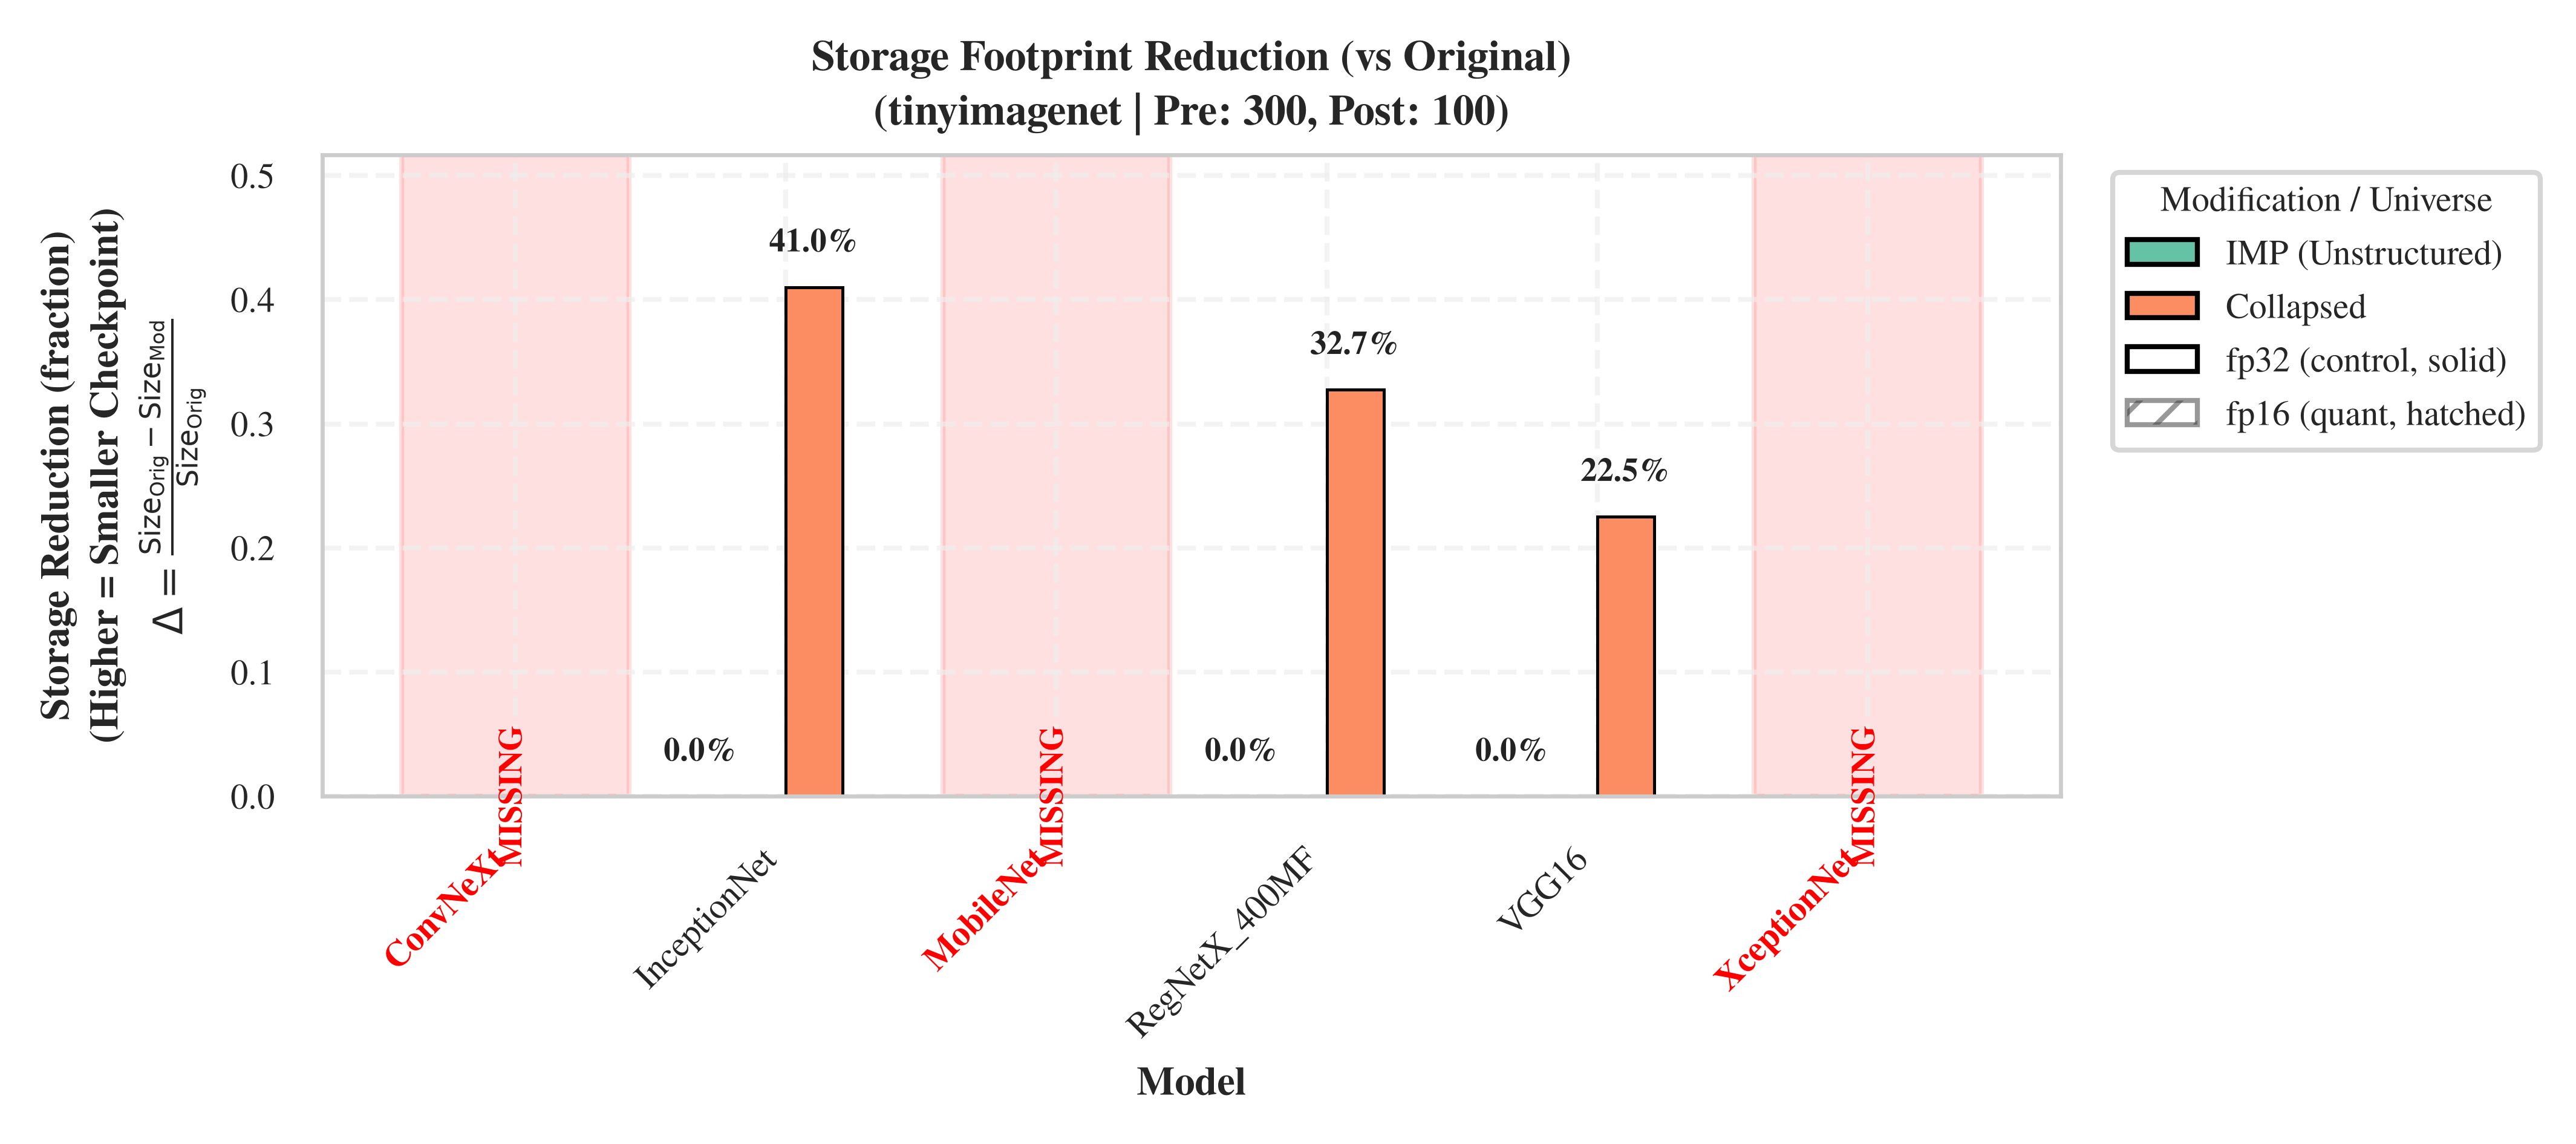 Storage Footprint Reduction (vs Original)
(tinyimagenet | Pre: 300, Post: 100)
Storage Reduction (fraction)
(Higher = Smaller Checkpoint)
Δ = (Size_Orig − Size_Mod) / Size_Orig
0.5
0.4
0.3
0.2
0.1
0.0
41.0%
32.7%
22.5%
0.0%
0.0%
0.0%
MISSING
MISSING
MISSING
ConvNeXt
InceptionNet
MobileNet
RegNetX_400MF
VGG16
XceptionNet
Model
Modification / Universe
IMP (Unstructured)
Collapsed
fp32 (control, solid)
fp16 (quant, hatched)